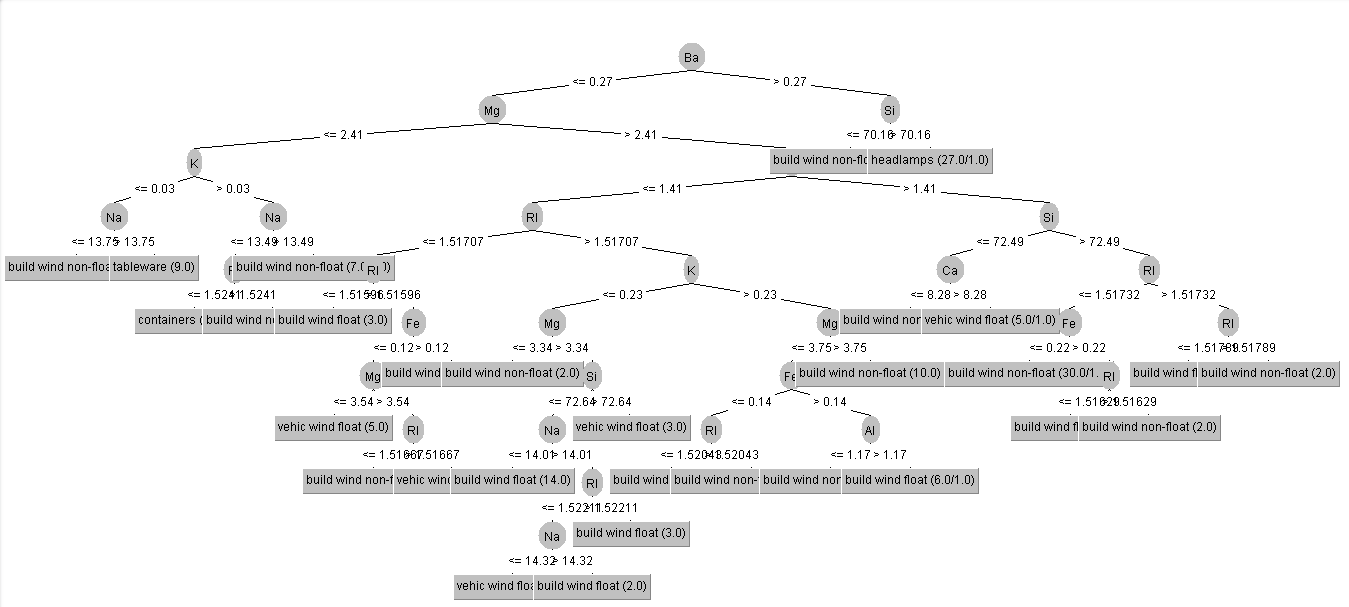 Ba
<= 0.27 > 0.27
Mg Si
<= 2.41 > 2.41 <= 70.16 > 70.16
K build wind non-flo headlamps (27.0/1.0)
<= 0.03 > 0.03 <= 1.41 > 1.41
Na Na RI Si
<= 13.75 > 13.75 <= 13.49 > 13.49 <= 1.51707 > 1.51707 <= 72.49 > 72.49
build wind non-floa tableware (9.0) build wind non-float (7.0 RI K Ca RI
<= 1.5241 1.5241 <= 1.51596 1.51596 <= 0.23 > 0.23 <= 8.28 > 8.28 <= 1.51732 > 1.51732
containers ( build wind n build wind float (3.0) Fe Mg Mg build wind nor vehic wind float (5.0/1.0) Fe RI
<= 0.12 > 0.12 <= 3.34 > 3.34 <= 3.75 > 3.75 <= 0.22 > 0.22 <= 1.51789 1.51789
Mg build wind build wind non-float (2.0) Si Fe build wind non-float (10.0) build wind non-float (30.0/1. RI build wind f build wind non-float (2.0)
<= 3.54 > 3.54 <= 72.64 > 72.64 <= 0.14 > 0.14 <= 1.51629 1.51629
vehic wind float (5.0) RI Na vehic wind float (3.0) RI Al build wind f build wind non-float (2.0)
<= 1.51667 1.51667 <= 14.01 > 14.01 <= 1.52043 1.52043 <= 1.17 > 1.17
build wind non-f vehic wind build wind float (14.0) RI build wind build wind non- build wind nor build wind float (6.0/1.0)
<= 1.52211 1.52211
Na build wind float (3.0)
<= 14.32 > 14.32
vehic wind floa build wind float (2.0)